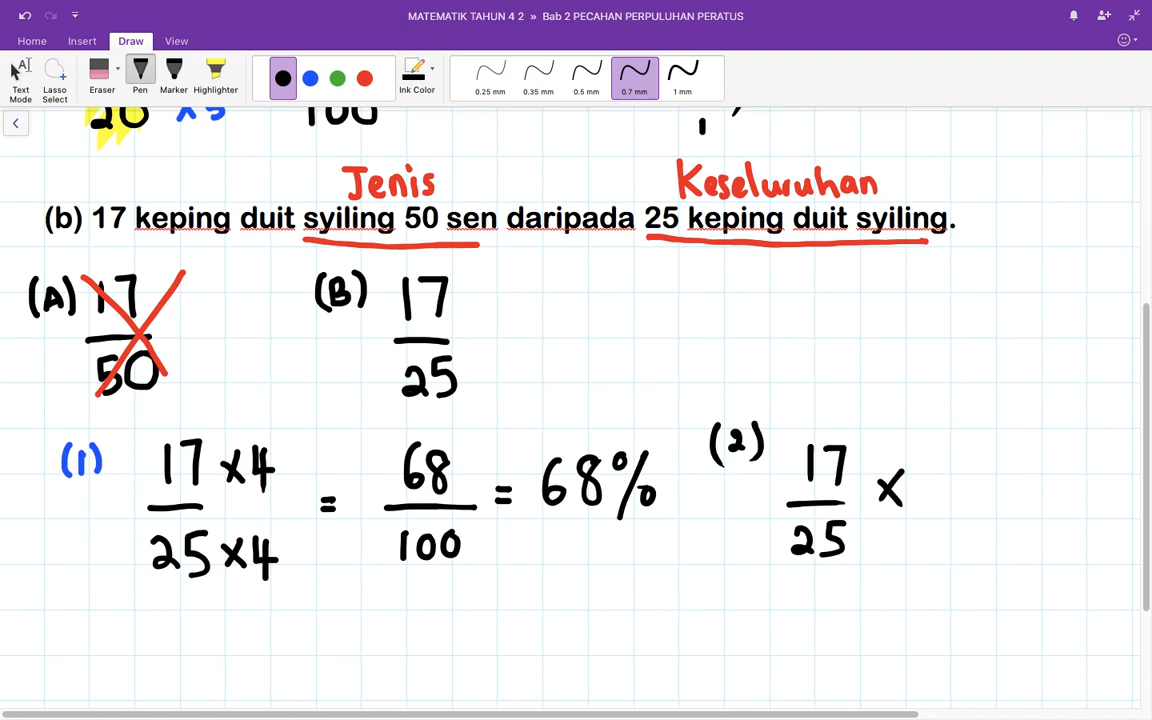 MATEMATIK TAHUN 4 2 » Bab 2 PECAHAN PERPULUHAN PERATUS
Home Insert Draw View
Text Mode Lasso Select Eraser Pen Marker Highlighter Ink Color 0.25 mm 0.35 mm 0.5 mm 0.7 mm 1 mm
20 ×5 100
Jenis Keseluruhan
(b) 17 keping duit syiling 50 sen daripada 25 keping duit syiling.
(A) 17/50 (B) 17/25
(1) 17×4/25×4 = 68/100 = 68% (2) 17/25 ×